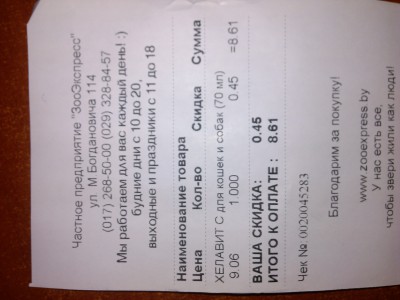 Частное предприятие "ЗооЭкспресс"
ул М Богдановича 114
(017) 268-50-00 (029) 328-84-57
Мы работаем для вас каждый день! :)
будние дни с 10 до 20,
выходные и праздники с 11 до 18
Наименование товара
Цена Кол-во Скидка Сумма
ХЕЛАВИТ С для кошек и собак (70 мл)
9.06 1.000 0.45 =8.61
ВАША СКИДКА: 0.45
ИТОГО К ОПЛАТЕ : 8.61
Чек № 0020045283
Благодарим за покупку!
www.zooexpress.by
У нас есть все,
чтобы звери жили как люди!